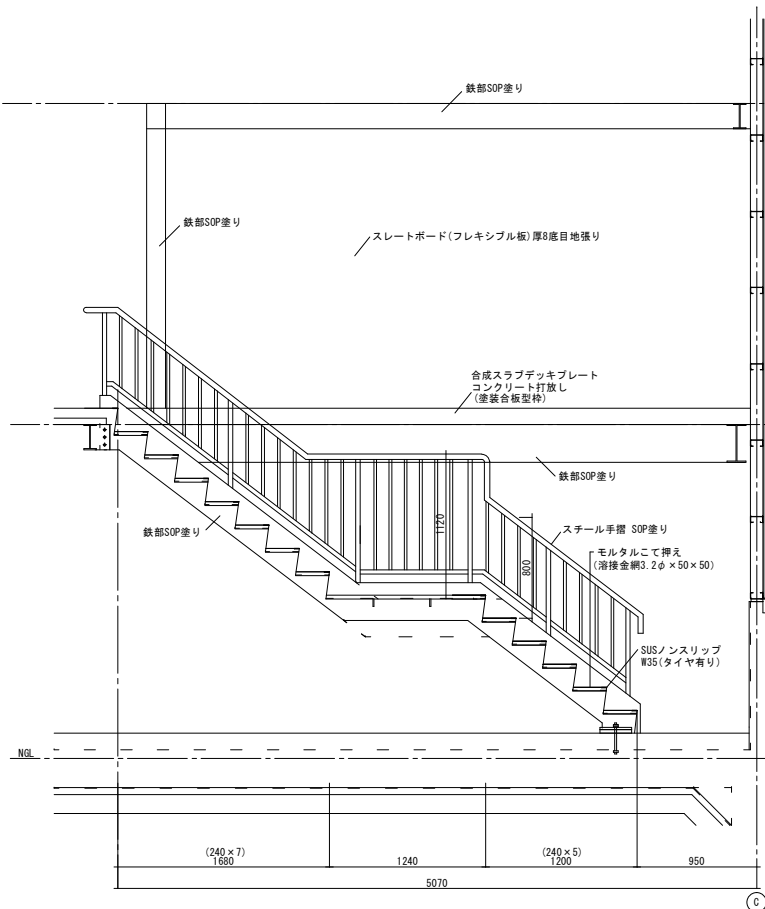 鉄部SOP塗り
鉄部SOP塗り
スレートボード(フレキシブル板)厚8底目地張り
合成スラブデッキプレート
コンクリート打放し
(塗装合板型枠)
鉄部SOP塗り
1120
鉄部SOP塗り
スチール手摺 SOP塗り
800
モルタルこて押え
(溶接金網3.2φ×50×50)
SUSノンスリップ
W35(タイヤ有り)
NGL
(240×7)
1680
1240
(240×5)
1200
950
5070
C